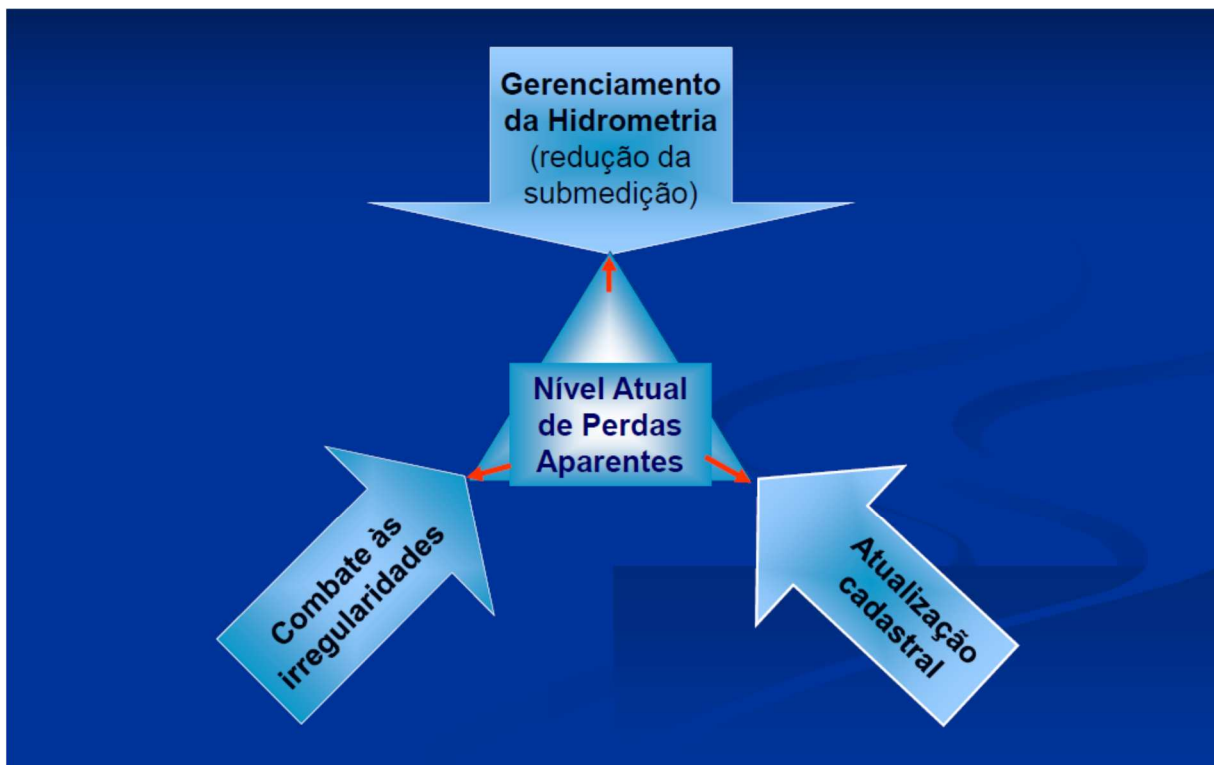 Gerenciamento
da Hidrometria
(redução da
submedição)
Nível Atual
de Perdas
Aparentes
Combate às
irregularidades
Atualização
cadastral